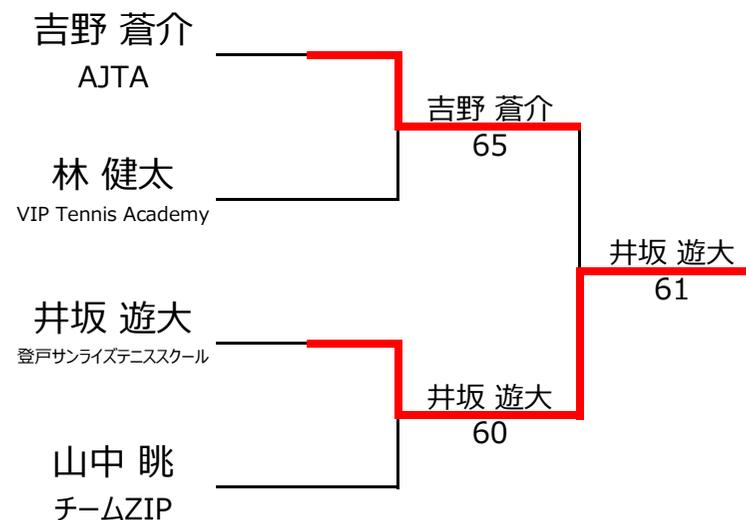 吉野 蒼介
AJTA
林 健太
VIP Tennis Academy
井坂 遊大
登戸サンライズテニススクール
山中 眺
チームZIP
吉野 蒼介
65
井坂 遊大
60
井坂 遊大
61